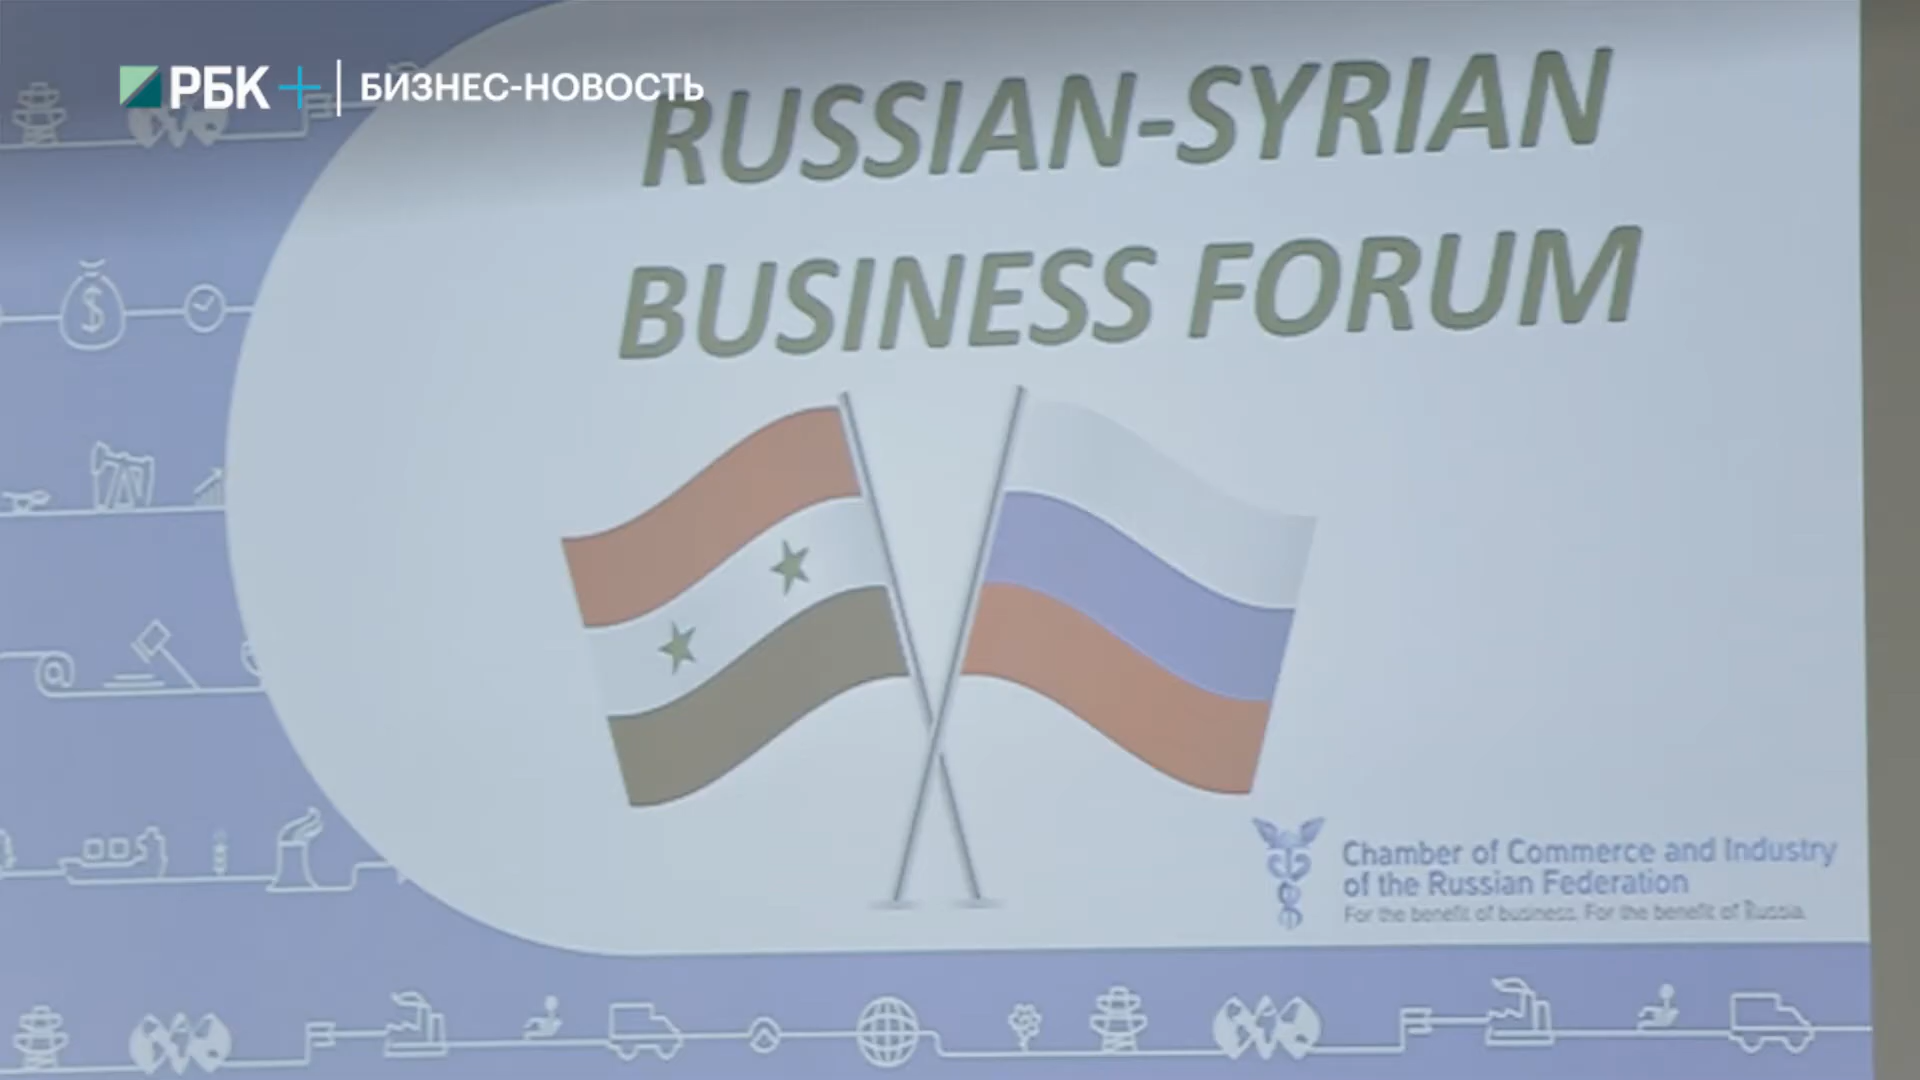 РБК+ БИЗНЕС-НОВОСТЬ
RUSSIAN-SYRIAN
BUSINESS FORUM
Chamber of Commerce and Industry
of the Russian Federation
For the benefit of business. For the benefit of Russia.